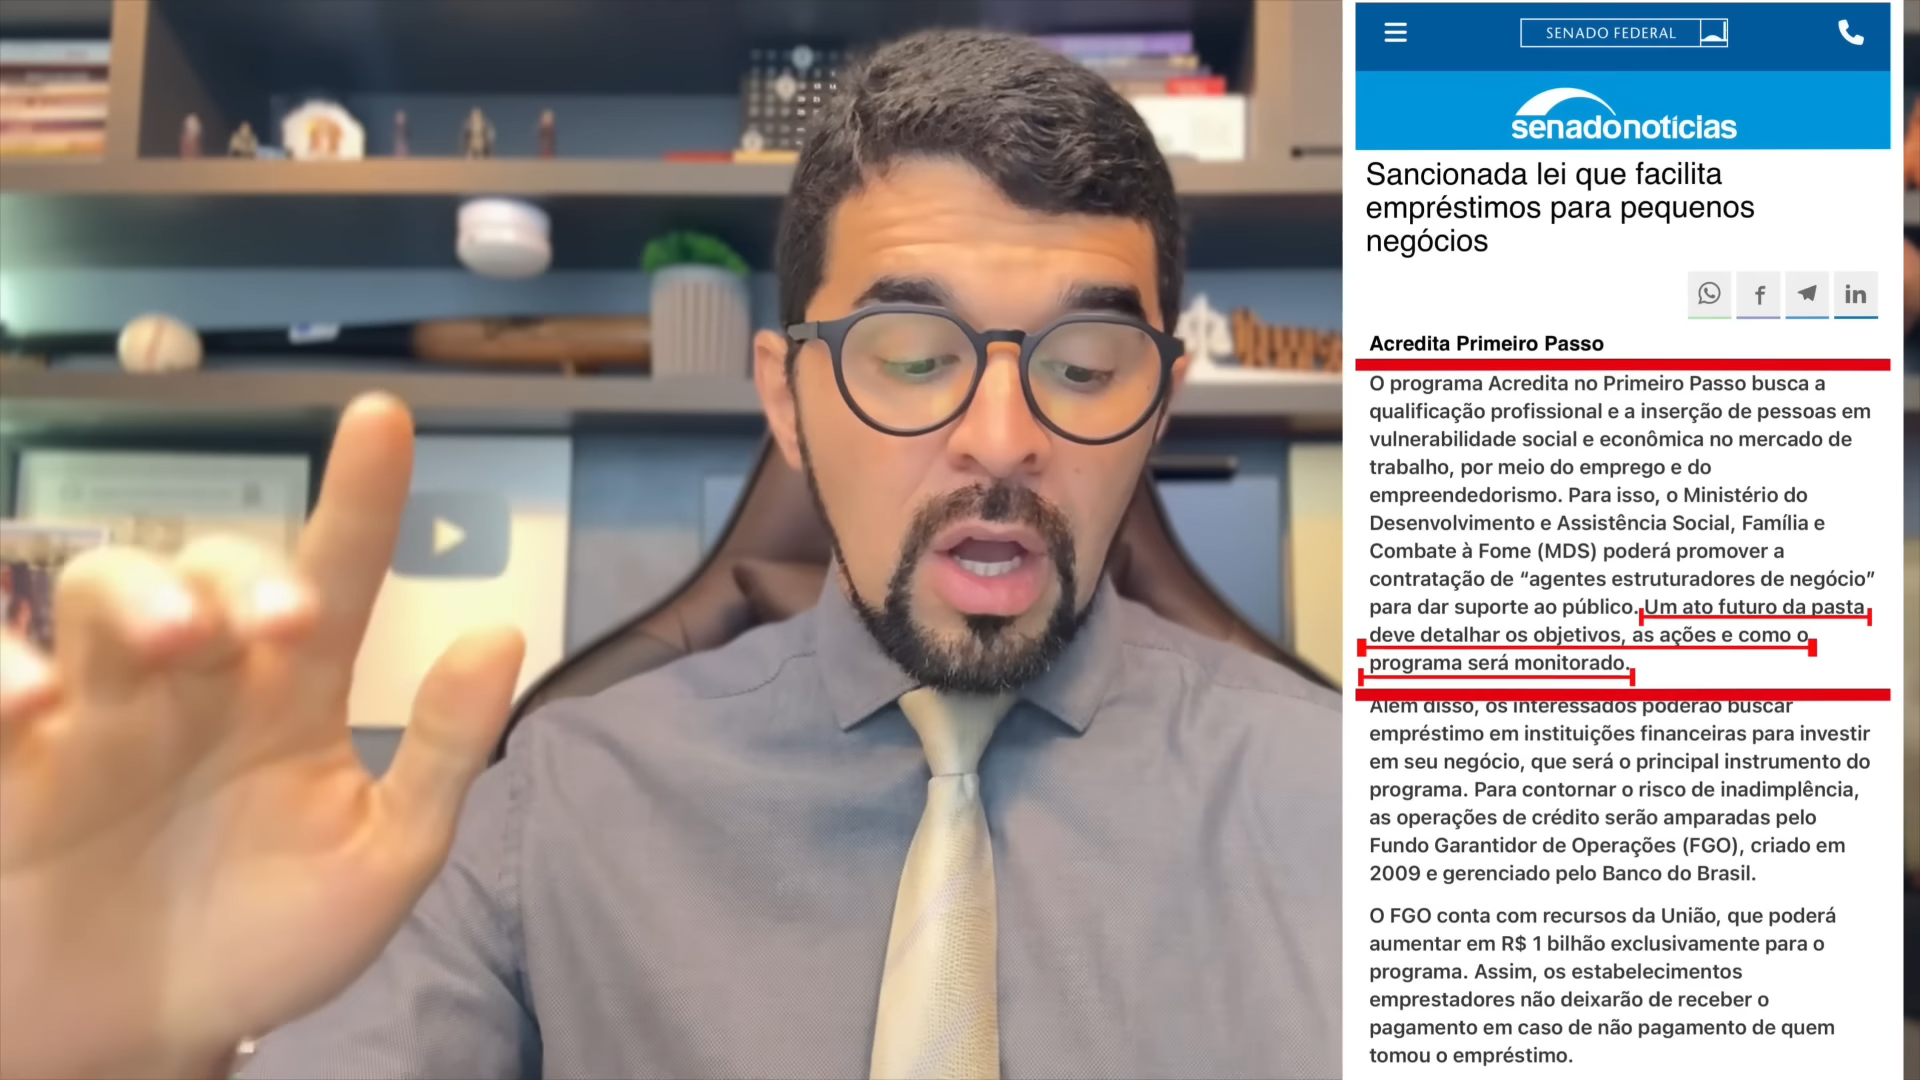 SENADO FEDERAL
senadonotícias
Sancionada lei que facilita
empréstimos para pequenos
negócios
Acredita Primeiro Passo
O programa Acredita no Primeiro Passo busca a
qualificação profissional e a inserção de pessoas em
vulnerabilidade social e econômica no mercado de
trabalho, por meio do emprego e do
empreendedorismo. Para isso, o Ministério do
Desenvolvimento e Assistência Social, Família e
Combate à Fome (MDS) poderá promover a
contratação de “agentes estruturadores de negócio”
para dar suporte ao público. Um ato futuro da pasta
deve detalhar os objetivos, as ações e como o
programa será monitorado.
Além disso, os interessados poderão buscar
empréstimo em instituições financeiras para investir
em seu negócio, que será o principal instrumento do
programa. Para contornar o risco de inadimplência,
as operações de crédito serão amparadas pelo
Fundo Garantidor de Operações (FGO), criado em
2009 e gerenciado pelo Banco do Brasil.
O FGO conta com recursos da União, que poderá
aumentar em R$ 1 bilhão exclusivamente para o
programa. Assim, os estabelecimentos
emprestadores não deixarão de receber o
pagamento em caso de não pagamento de quem
tomou o empréstimo.